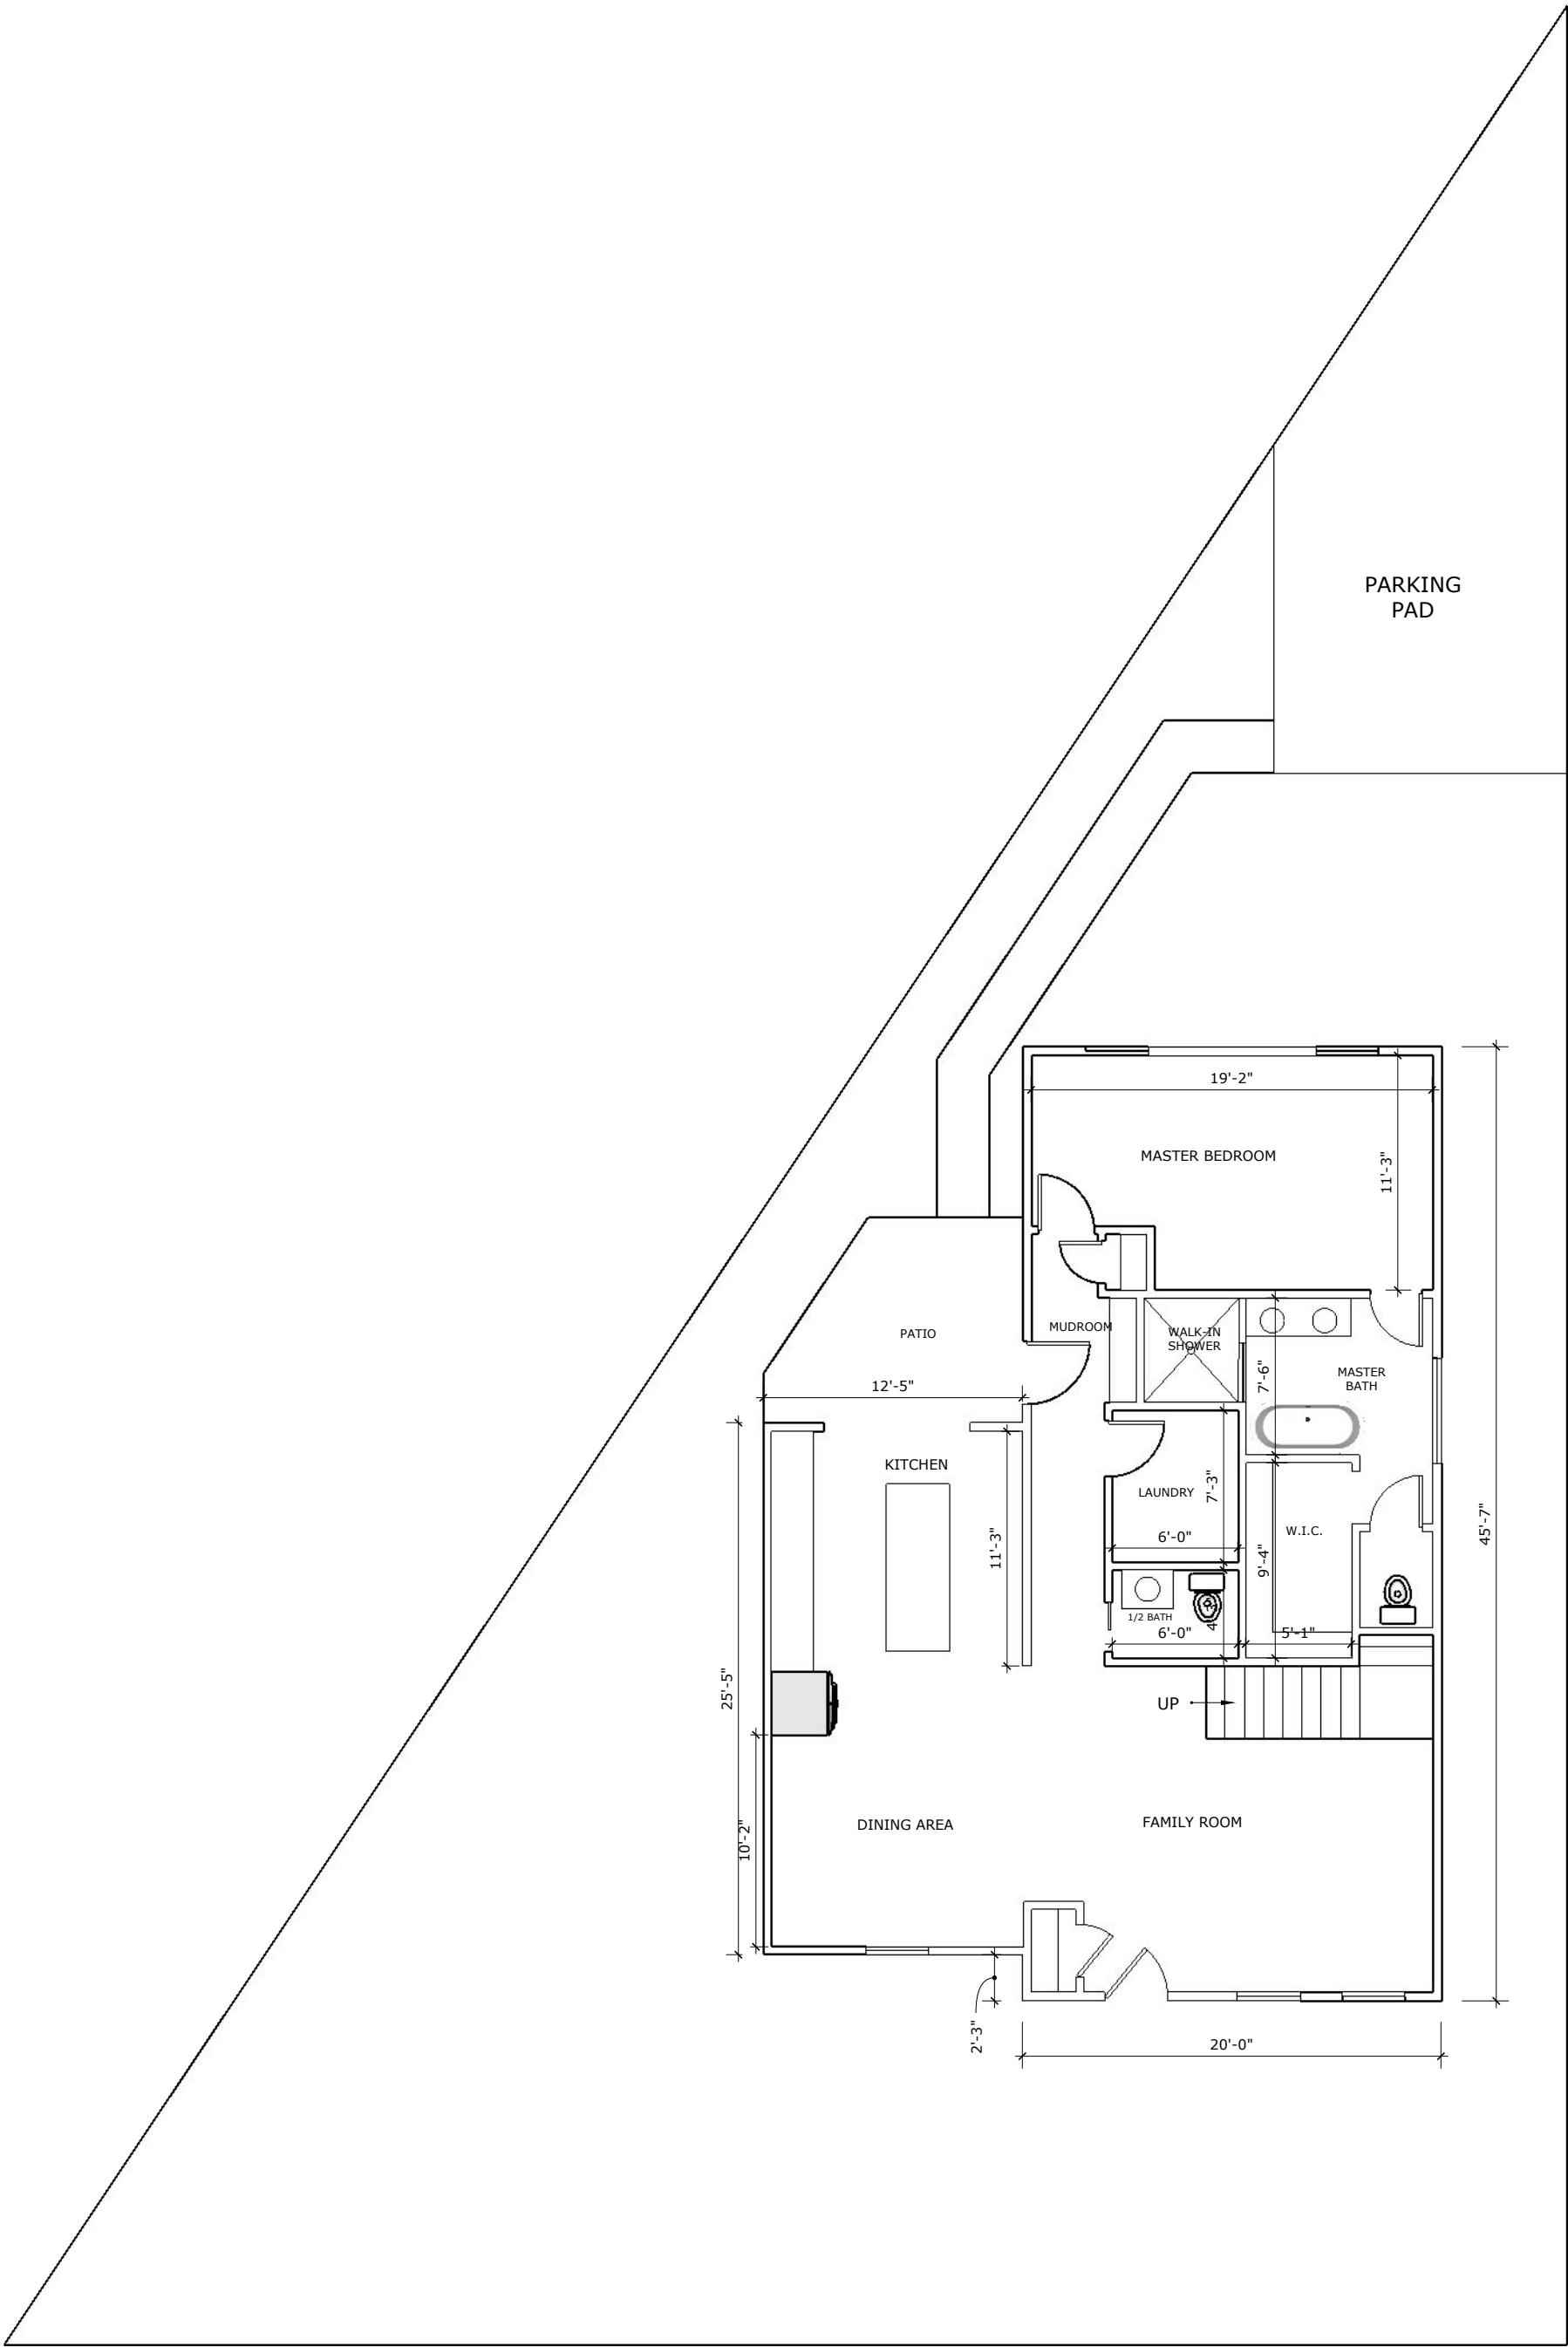 PARKING
PAD
19'-2"
MASTER BEDROOM
11'-3"
PATIO
MUDROOM
WALK-IN
SHOWER
MASTER
BATH
7'-6"
12'-5"
KITCHEN
LAUNDRY
7'-3"
6'-0"
W.I.C.
45'-7"
11'-3"
9'-4"
1/2 BATH
6'-0"
5'-1"
25'-5"
UP
10'-2"
DINING AREA
FAMILY ROOM
2'-3"
20'-0"